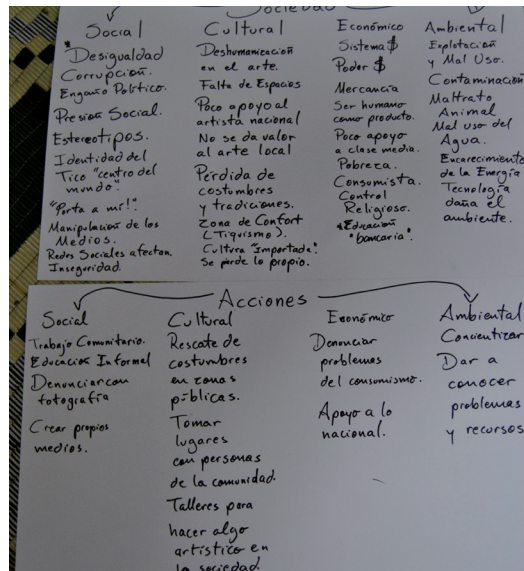 Sociedad
Social
*Desigualdad
Corrupción.
Engaño Político.
Presion Social.
Estereotipos.
Identidad del
Tico "centro del
mundo".
"Porta a mí!".
Manipulación de los
Medios.
Redes Sociales afectan.
Inseguridad.
Cultural
Deshumanización
en el arte.
Falta de Espacios
Poco apoyo al
artista nacional
No se da valor
al arte local
Pérdida de
costumbres
y tradiciones.
Zona de Confort
(Tiquismo).
Cultura "Importada".
Se pierde lo propio.
Económico
Sistema $
Poder $
Mercancía
Ser humano
como producto.
Poco apoyo
a clase media.
Pobreza.
Consumista.
Control
Religioso.
*Educación
"bancaria".
Ambiental
Explotación
y Mal Uso.
Contaminación
Maltrato
Animal
Mal uso del
Agua.
Encarecimiento
de la Energía
Tecnología
daña el
ambiente.
Acciones
Social
Trabajo Comunitario.
Educación Informal
Denunciar con
fotografía
Crear propios
medios.
Cultural
Rescate de
costumbres
en zonas
públicas.
Tomar
lugares
con personas
de la comunidad.
Talleres para
hacer algo
artístico en
la sociedad.
Económico
Denunciar
problemas
del consumismo.
Apoyo a lo
nacional.
Ambiental
Concientizar
Dar a
conocer
problemas
y recursos